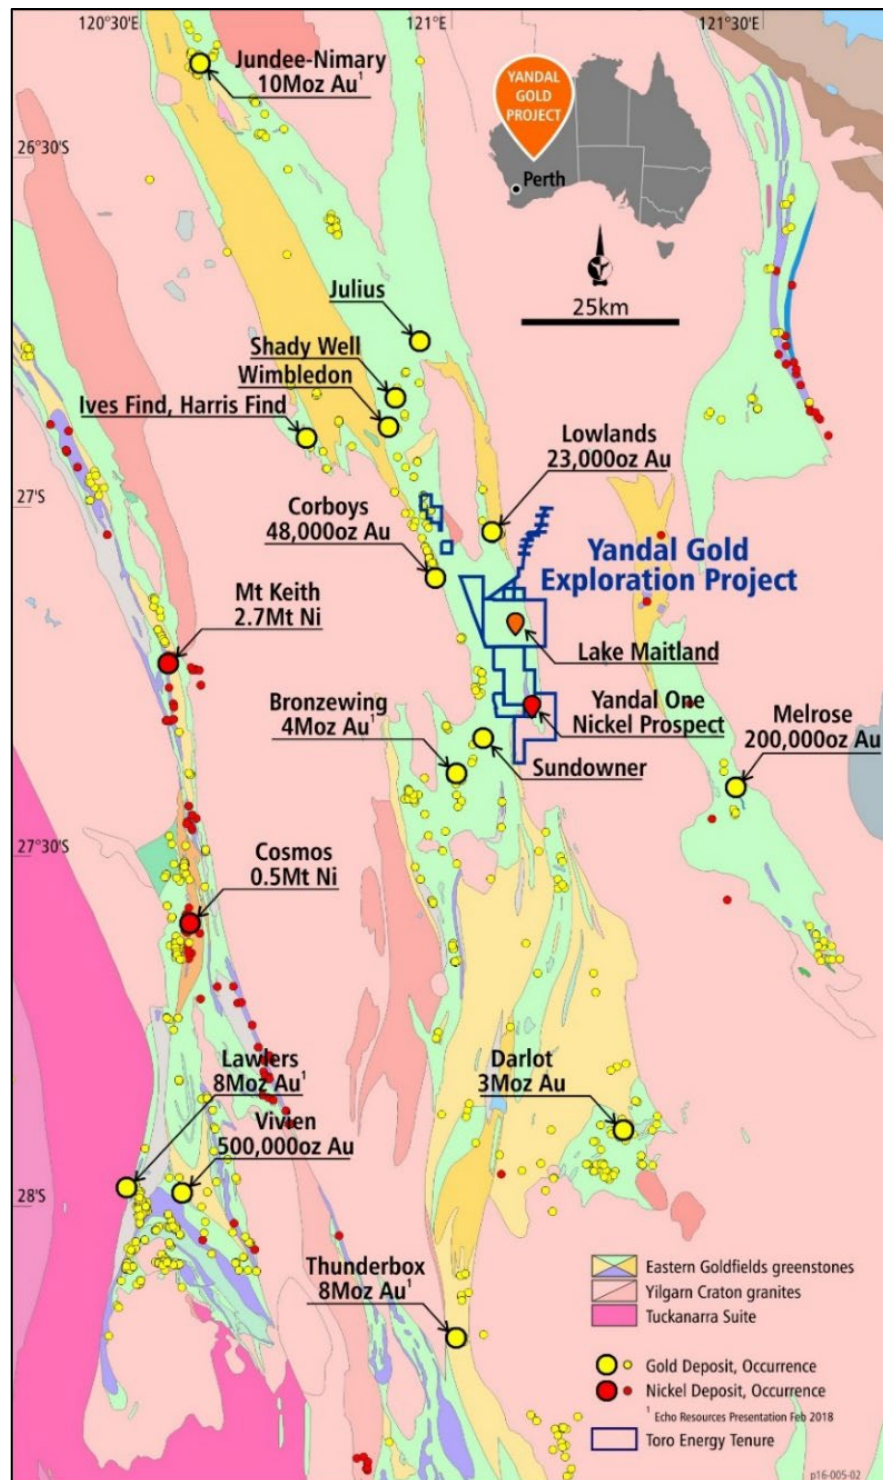 120°30'E
121°E
121°30'E
Jundee-Nimary
10Moz Au¹
YANDAL
GOLD
PROJECT
Perth
26°30'S
25km
Julius
Shady Well
Wimbledon
Ives Find, Harris Find
Lowlands
23,000oz Au
27°S
Corboys
48,000oz Au
Yandal Gold
Exploration Project
Mt Keith
2.7Mt Ni
Lake Maitland
Bronzewing
4Moz Au¹
Yandal One
Nickel Prospect
Melrose
200,000oz Au
Sundowner
27°30'S
Cosmos
0.5Mt Ni
Lawlers
8Moz Au¹
Darlot
3Moz Au
Vivien
500,000oz Au
28°S
Thunderbox
8Moz Au¹
Eastern Goldfields greenstones
Yilgarn Craton granites
Tuckanarra Suite
Gold Deposit, Occurrence
Nickel Deposit, Occurrence
¹ Echo Resources Presentation Feb 2018
Toro Energy Tenure
p16-005-02